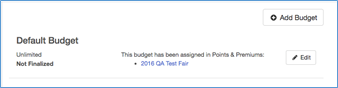 Add Budget
Default Budget
Unlimited
Not Finalized
This budget has been assigned in Points & Premiums:
• 2016 QA Test Fair
Edit